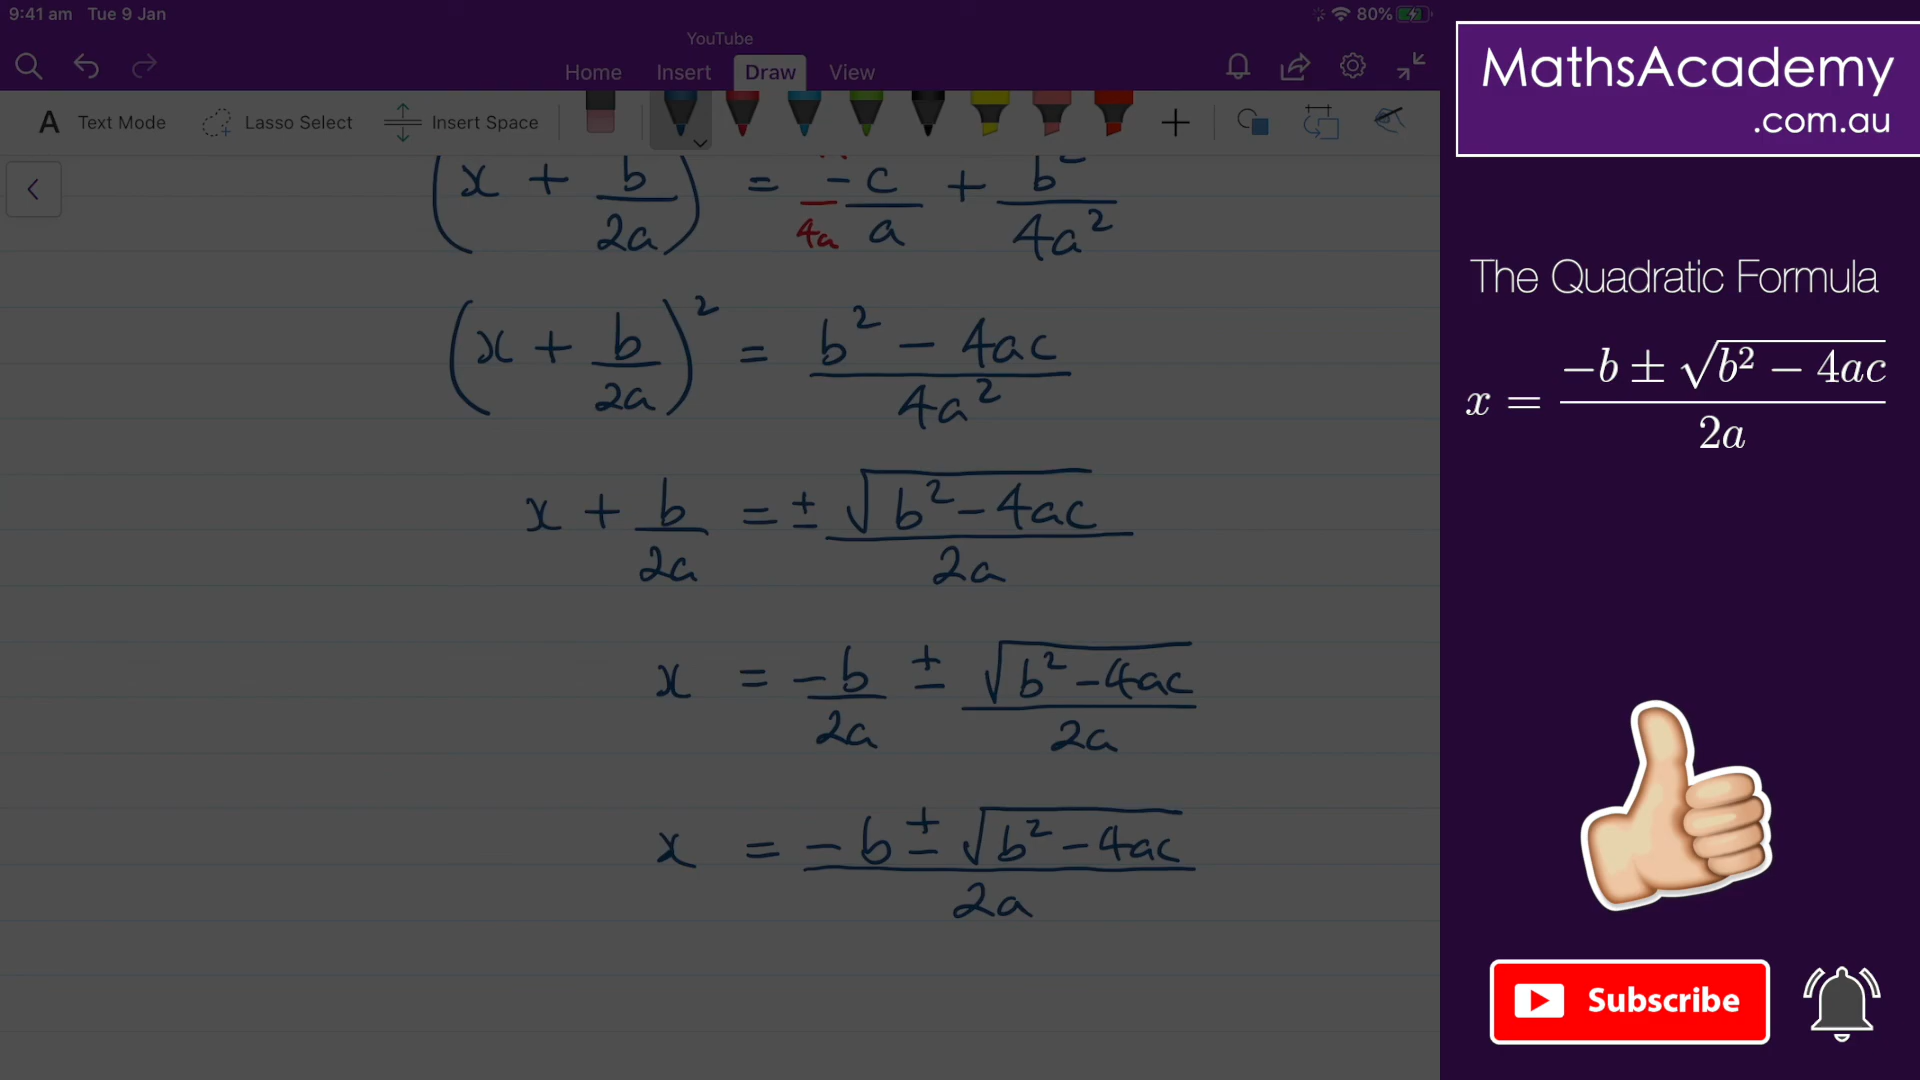 9:41 am Tue 9 Jan 80%
YouTube
Home Insert Draw View
A Text Mode Lasso Select Insert Space
(x + b/2a) = -c/a + b²/4a²
4a
(x + b/2a)² = (b² - 4ac)/4a²
x + b/2a = ± √(b² - 4ac)/2a
x = -b/2a ± √(b² - 4ac)/2a
x = (-b ± √(b² - 4ac))/2a
MathsAcademy
.com.au
The Quadratic Formula
x = (−b ± √(b² − 4ac))/2a
Subscribe